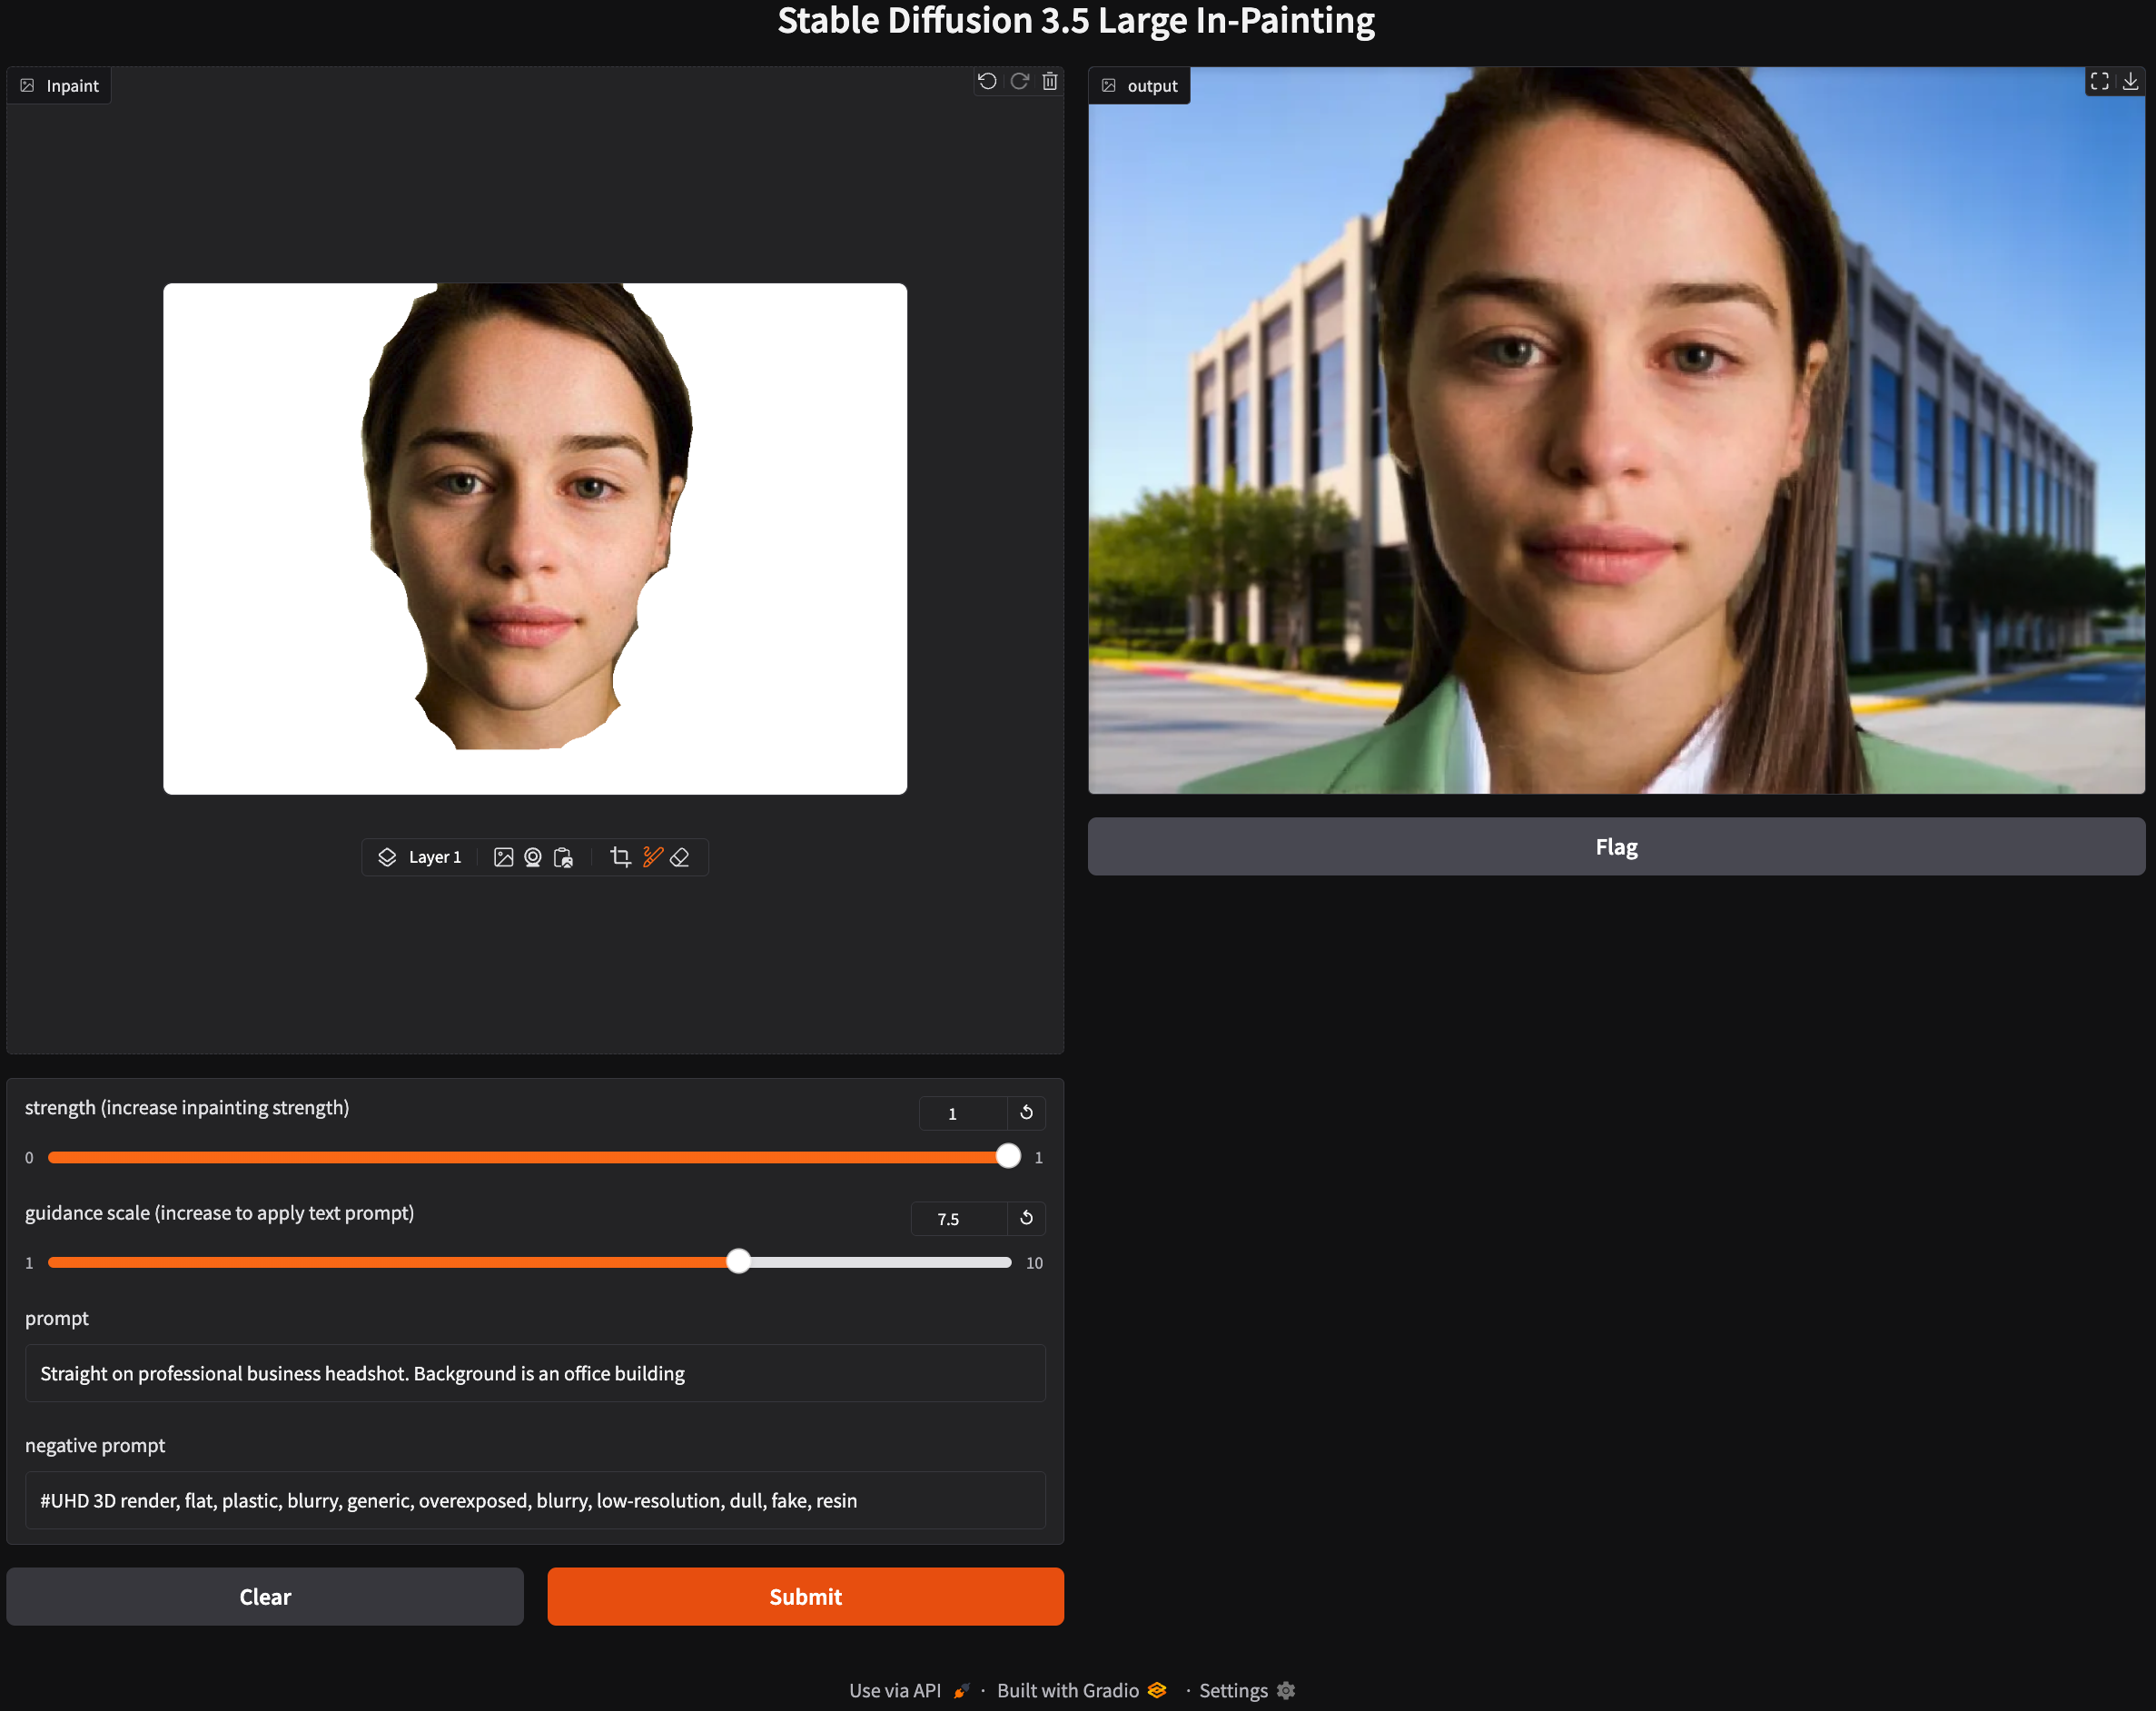 Stable Diffusion 3.5 Large In-Painting
Inpaint
output
Layer 1
Flag
strength (increase inpainting strength)
1
0
1
guidance scale (increase to apply text prompt)
7.5
1
10
prompt
Straight on professional business headshot. Background is an office building
negative prompt
#UHD 3D render, flat, plastic, blurry, generic, overexposed, blurry, low-resolution, dull, fake, resin
Clear
Submit
Use via API · Built with Gradio · Settings